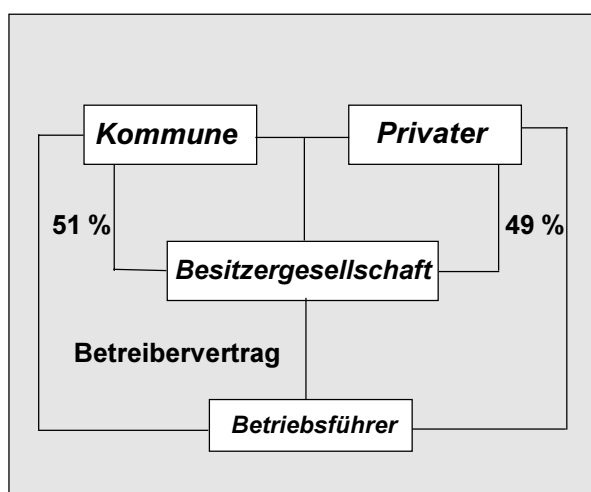 Kommune
Privater
51 %
49 %
Besitzergesellschaft
Betreibervertrag
Betriebsführer